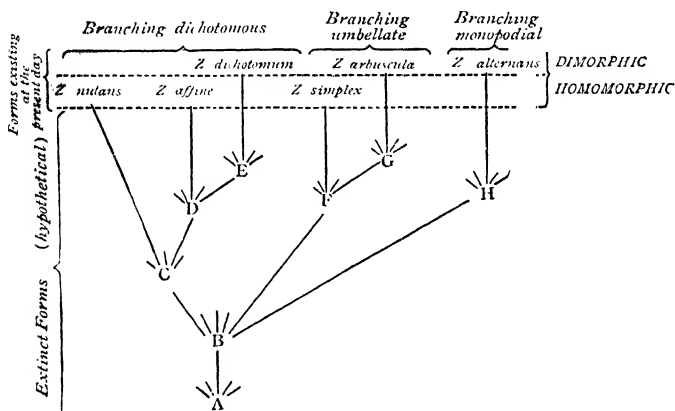 Branching dichotomous
Branching umbellate
Branching monopodial
Forms existing at the present day
Z dichotomum Z arbuscula Z alternans DIMORPHIC
Z nutans Z affine Z simplex HOMOMORPHIC
(hypothetical)
Extinct Forms
E
G
D
F
H
C
B
A